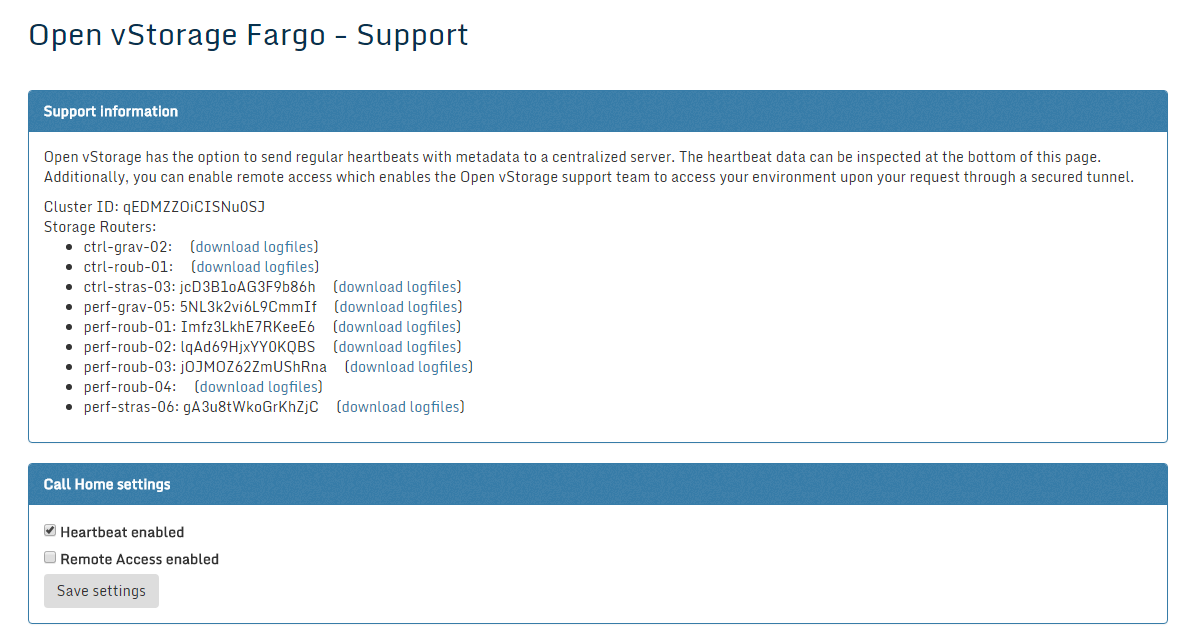 Open vStorage Fargo - Support
Support information
Open vStorage has the option to send regular heartbeats with metadata to a centralized server. The heartbeat data can be inspected at the bottom of this page.
Additionally, you can enable remote access which enables the Open vStorage support team to access your environment upon your request through a secured tunnel.
Cluster ID: qEDMZZOiCISNu0SJ
Storage Routers:
ctrl-grav-02: (download logfiles)
ctrl-roub-01: (download logfiles)
ctrl-stras-03: jcD3B1oAG3F9b86h (download logfiles)
perf-grav-05: 5NL3k2vi6L9CmmIf (download logfiles)
perf-roub-01: Imfz3LkhE7RKeeE6 (download logfiles)
perf-roub-02: lqAd69HjxYY0KQBS (download logfiles)
perf-roub-03: jOJMOZ62ZmUShRna (download logfiles)
perf-roub-04: (download logfiles)
perf-stras-06: gA3u8tWkoGrKhZjC (download logfiles)
Call Home settings
Heartbeat enabled
Remote Access enabled
Save settings